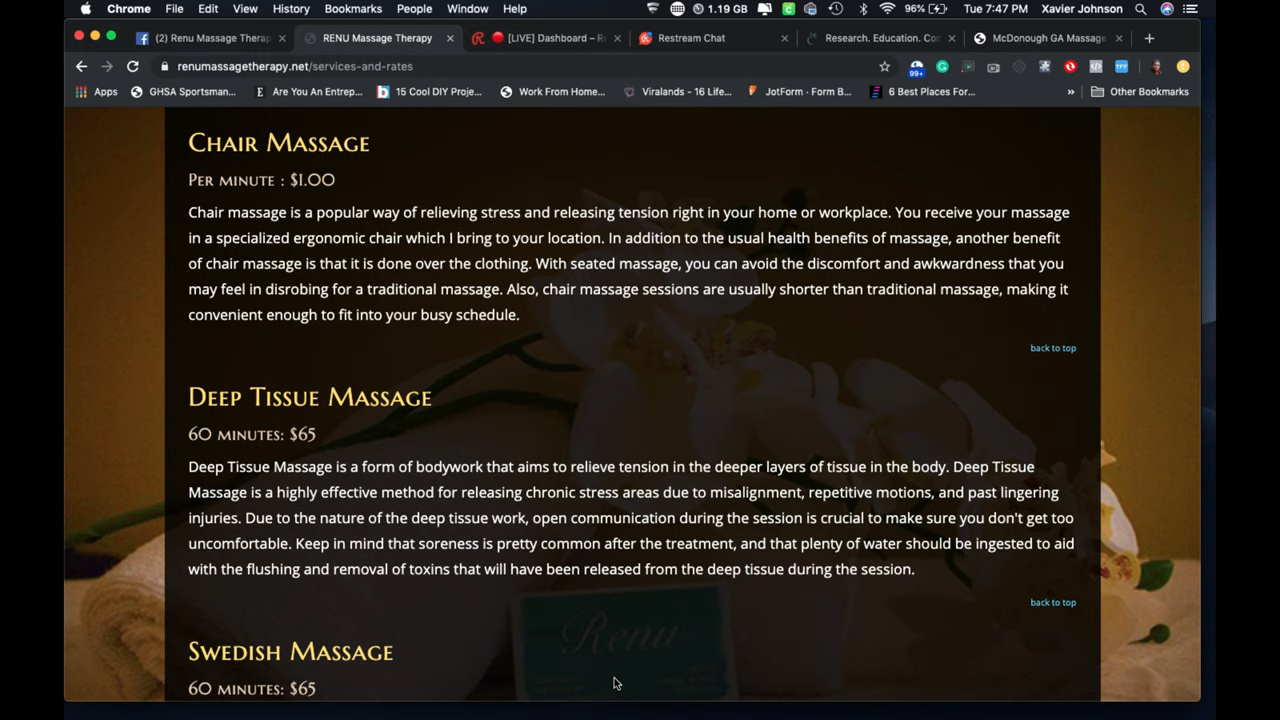 Chrome File Edit View History Bookmarks People Window Help 1.19 GB 96% Tue 7:47 PM Xavier Johnson
(2) Renu Massage Therap
RENU Massage Therapy
[LIVE] Dashboard – Re
Restream Chat
Research. Education. Con
McDonough GA Massage
renumassagetherapy.net/services-and-rates
99+
Apps GHSA Sportsman... Are You An Entrep... 15 Cool DIY Proje... Work From Home... Viralands - 16 Life... JotForm · Form B... 6 Best Places For... » Other Bookmarks
Chair Massage
Per minute : $1.00
Chair massage is a popular way of relieving stress and releasing tension right in your home or workplace. You receive your massage
in a specialized ergonomic chair which I bring to your location. In addition to the usual health benefits of massage, another benefit
of chair massage is that it is done over the clothing. With seated massage, you can avoid the discomfort and awkwardness that you
may feel in disrobing for a traditional massage. Also, chair massage sessions are usually shorter than traditional massage, making it
convenient enough to fit into your busy schedule.
back to top
Deep Tissue Massage
60 minutes: $65
Deep Tissue Massage is a form of bodywork that aims to relieve tension in the deeper layers of tissue in the body. Deep Tissue
Massage is a highly effective method for releasing chronic stress areas due to misalignment, repetitive motions, and past lingering
injuries. Due to the nature of the deep tissue work, open communication during the session is crucial to make sure you don't get too
uncomfortable. Keep in mind that soreness is pretty common after the treatment, and that plenty of water should be ingested to aid
with the flushing and removal of toxins that will have been released from the deep tissue during the session.
back to top
Renu
Swedish Massage
60 minutes: $65